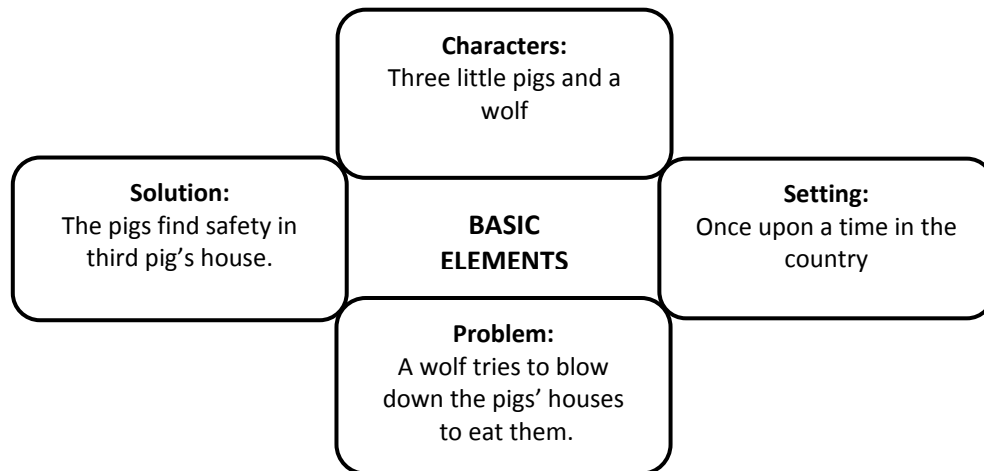 Characters:
Three little pigs and a
wolf
Solution:
The pigs find safety in
third pig’s house.
BASIC
ELEMENTS
Setting:
Once upon a time in the
country
Problem:
A wolf tries to blow
down the pigs’ houses
to eat them.